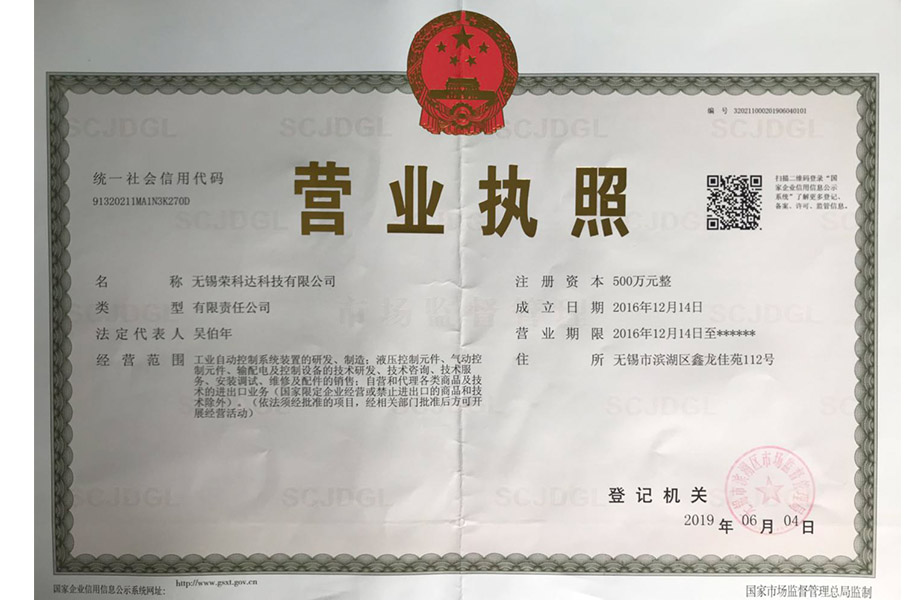 编 号 320211000201906040101
统一社会信用代码
91320211MA1N3K270D
营业执照
扫描二维码登录“国
家企业信用信息公示
系统”了解更多登记、
备案、许可、监管信息。
名 称 无锡荣科达科技有限公司
类 型 有限责任公司
法定代表人 吴伯年
经营范围 工业自动控制系统装置的研发、制造；液压控制元件、气动控
制元件、输配电及控制设备的技术研发、技术咨询、技术服
务、安装调试、维修及配件的销售；自营和代理各类商品及技
术的进出口业务（国家限定企业经营或禁止进出口的商品和技
术除外）。（依法须经批准的项目，经相关部门批准后方可开
展经营活动）
注册资本 500万元整
成立日期 2016年12月14日
营业期限 2016年12月14日至******
住 所 无锡市滨湖区鑫龙佳苑112号
登记机关
2019 年 06 月 04 日
国家企业信用信息公示系统网址： http://www.gsxt.gov.cn
国家市场监督管理总局监制
SCJDGL
市场监督